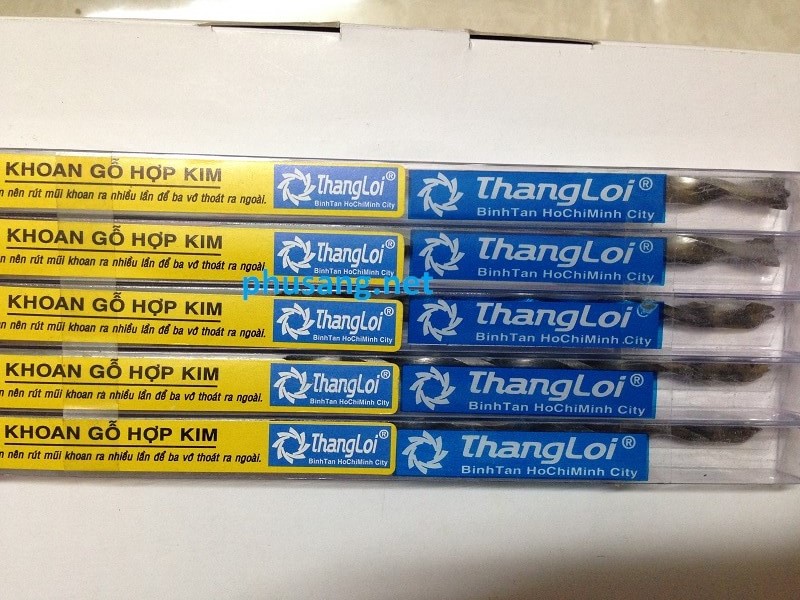 KHOAN GỖ HỢP KIM
nên rút mũi khoan ra nhiều lần để ba vớ thoát ra ngoài.
ThangLoi®
BinhTan HoChiMinh City
ThangLoi®
BinhTan HoChiMinh City
KHOAN GỖ HỢP KIM
nên rút mũi khoan ra nhiều lần để ba vớ thoát ra ngoài.
ThangLoi®
BinhTan HoChiMinh City
ThangLoi®
BinhTan HoChiMinh City
phusang.net
KHOAN GỖ HỢP KIM
nên rút mũi khoan ra nhiều lần để ba vớ thoát ra ngoài.
ThangLoi®
BinhTan HoChiMinh City
ThangLoi®
BinhTan HoChiMinh City
KHOAN GỖ HỢP KIM
nên rút mũi khoan ra nhiều lần để ba vớ thoát ra ngoài.
ThangLoi®
BinhTan HoChiMinh City
ThangLoi®
BinhTan HoChiMinh City
KHOAN GỖ HỢP KIM
nên rút mũi khoan ra nhiều lần để ba vớ thoát ra ngoài.
ThangLoi®
BinhTan HoChiMinh City
ThangLoi®
BinhTan HoChiMinh City